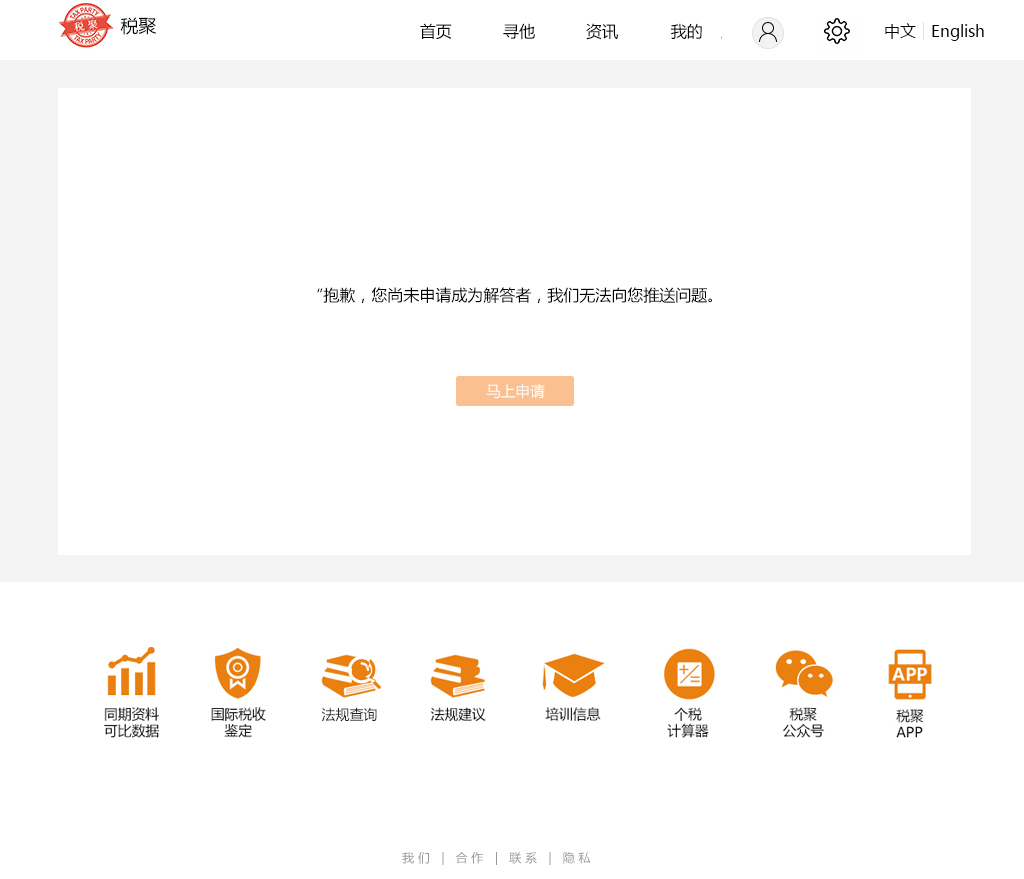 TAX PARTY
税 聚
TAX PARTY
税聚
首页 寻他 资讯 我的 中文 English
“抱歉，您尚未申请成为解答者，我们无法向您推送问题。
马上申请
APP
同期资料
可比数据
国际税收
鉴定
法规查询
法规建议
培训信息
个税
计算器
税聚
公众号
税聚
APP
我们 | 合作 | 联系 | 隐私